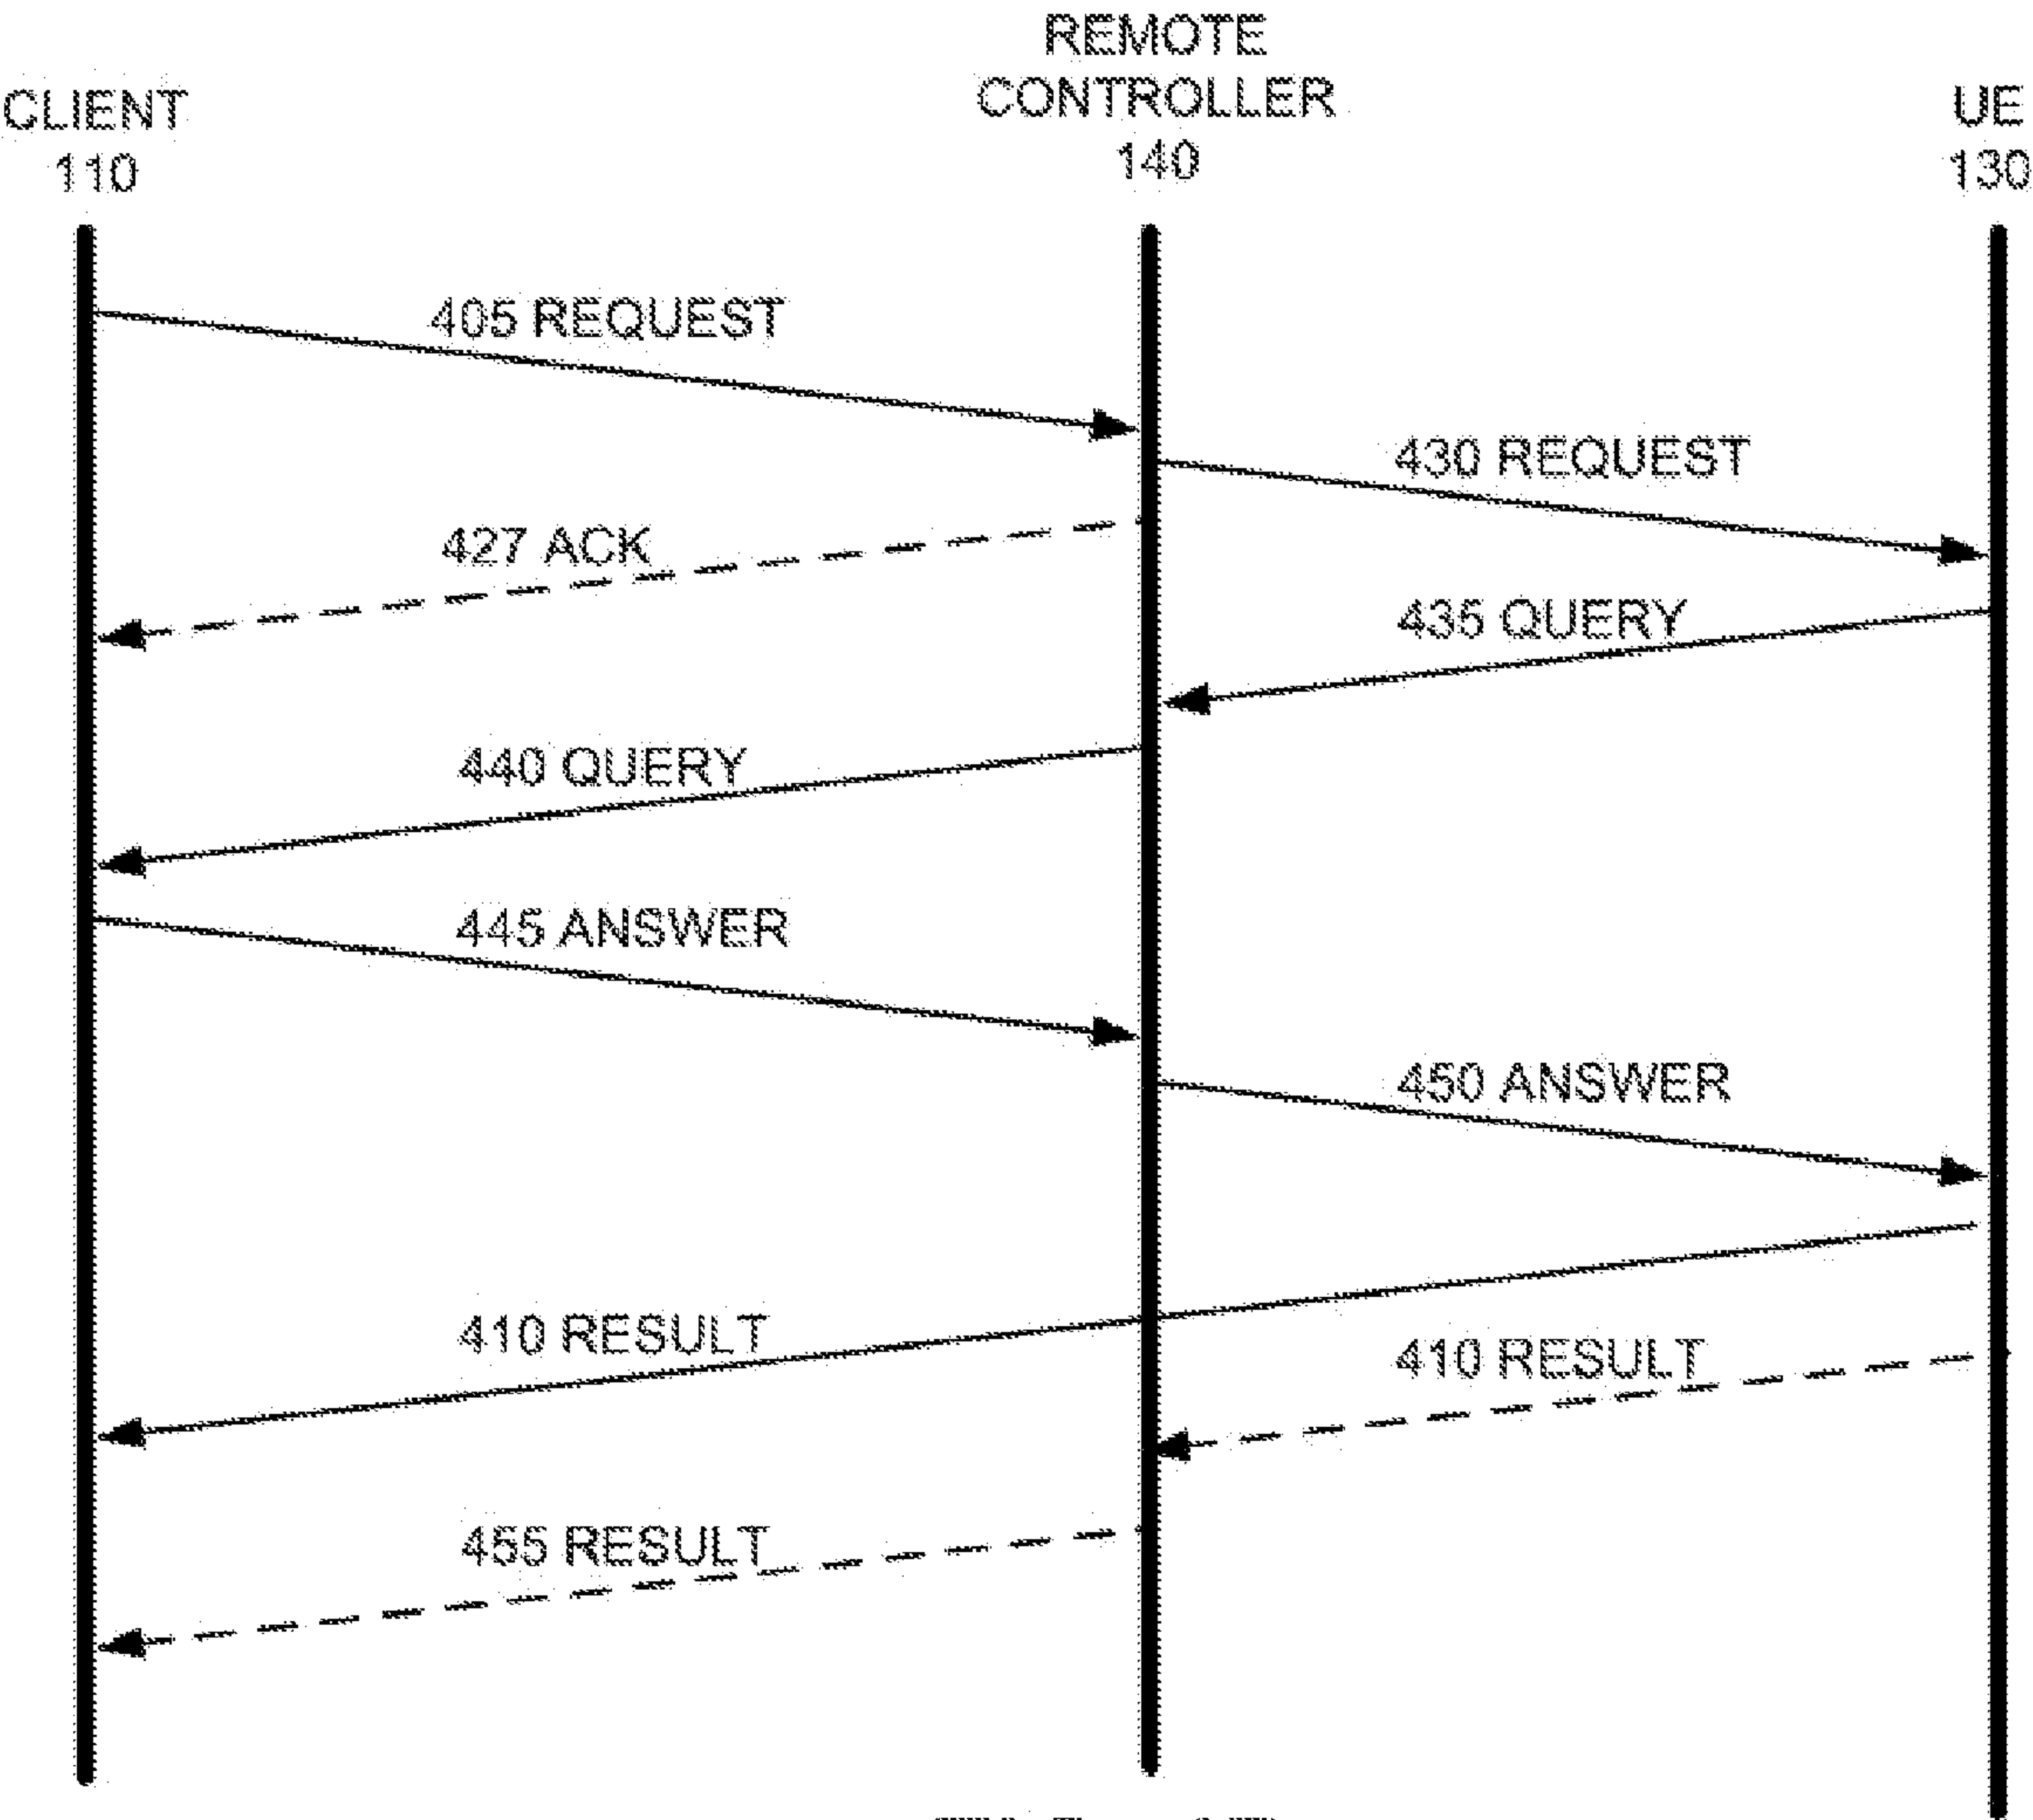 REMOTE
CONTROLLER
140
CLIENT
110
UE
130
405 REQUEST
430 REQUEST
427 ACK
435 QUERY
440 QUERY
445 ANSWER
450 ANSWER
410 RESULT
410 RESULT
455 RESULT